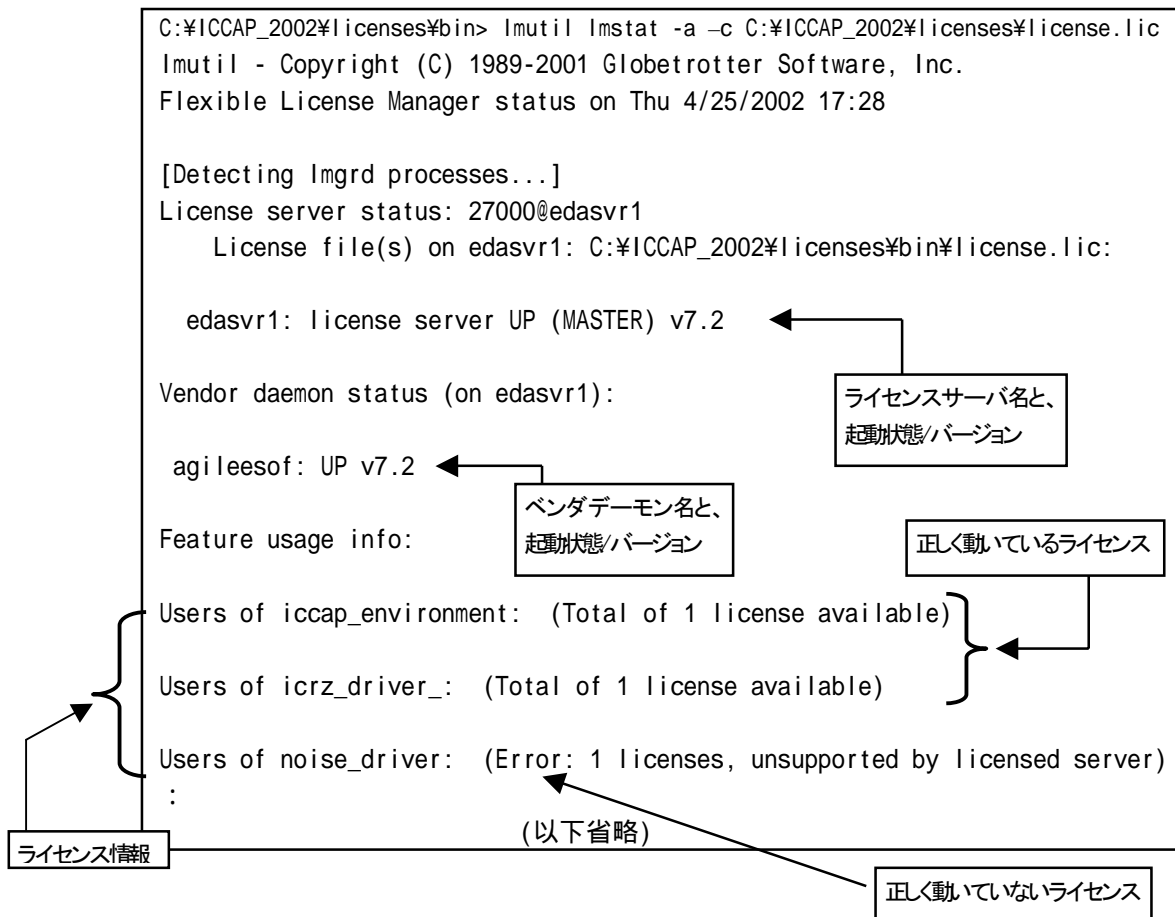 C:¥ICCAP_2002¥licenses¥bin> lmutil lmstat -a –c C:¥ICCAP_2002¥licenses¥license.lic
lmutil - Copyright (C) 1989-2001 Globetrotter Software, Inc.
Flexible License Manager status on Thu 4/25/2002 17:28
[Detecting lmgrd processes...]
License server status: 27000@edasvr1
License file(s) on edasvr1: C:¥ICCAP_2002¥licenses¥bin¥license.lic:
edasvr1: license server UP (MASTER) v7.2
ライセンスサーバ名と、
起動状態/バージョン
Vendor daemon status (on edasvr1):
agileesof: UP v7.2
ベンダデーモン名と、
起動状態/バージョン
Feature usage info:
正しく動いているライセンス
Users of iccap_environment: (Total of 1 license available)
Users of icrz_driver_: (Total of 1 license available)
Users of noise_driver: (Error: 1 licenses, unsupported by licensed server)
:
(以下省略)
ライセンス情報
正しく動いていないライセンス